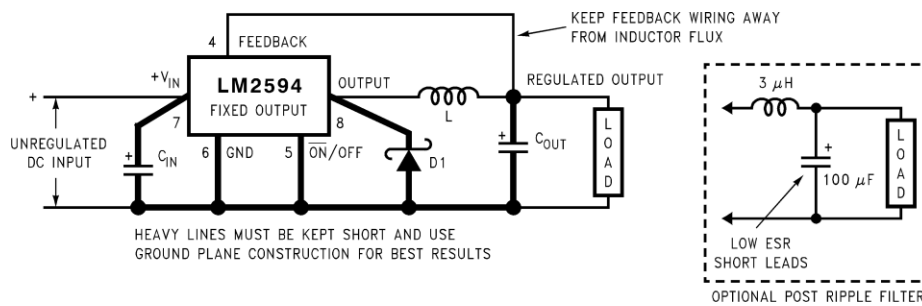 KEEP FEEDBACK WIRING AWAY
FROM INDUCTOR FLUX
4 FEEDBACK
+VIN
LM2594
FIXED OUTPUT
OUTPUT
REGULATED OUTPUT
L
+
7
8
UNREGULATED
DC INPUT
+
CIN
6 GND
5 ON/OFF
D1
+
COUT
LOAD
HEAVY LINES MUST BE KEPT SHORT AND USE
GROUND PLANE CONSTRUCTION FOR BEST RESULTS
3 μH
+
100 μF
LOAD
LOW ESR
SHORT LEADS
OPTIONAL POST RIPPLE FILTER